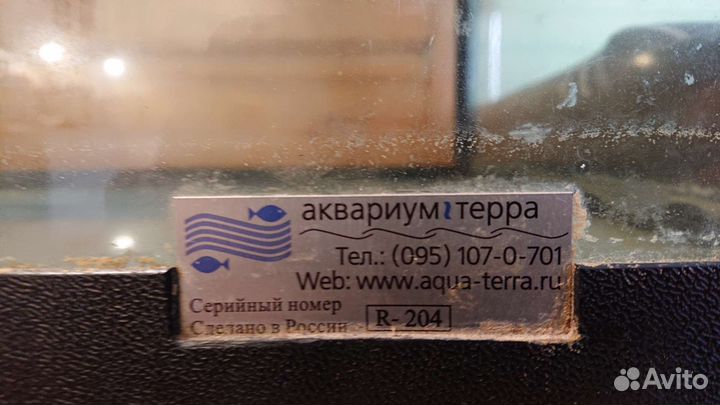 аквариум терра
Тел.: (095) 107-0-701
Web: www.aqua-terra.ru
Серийный номер
Сделано в России R-204
Avito